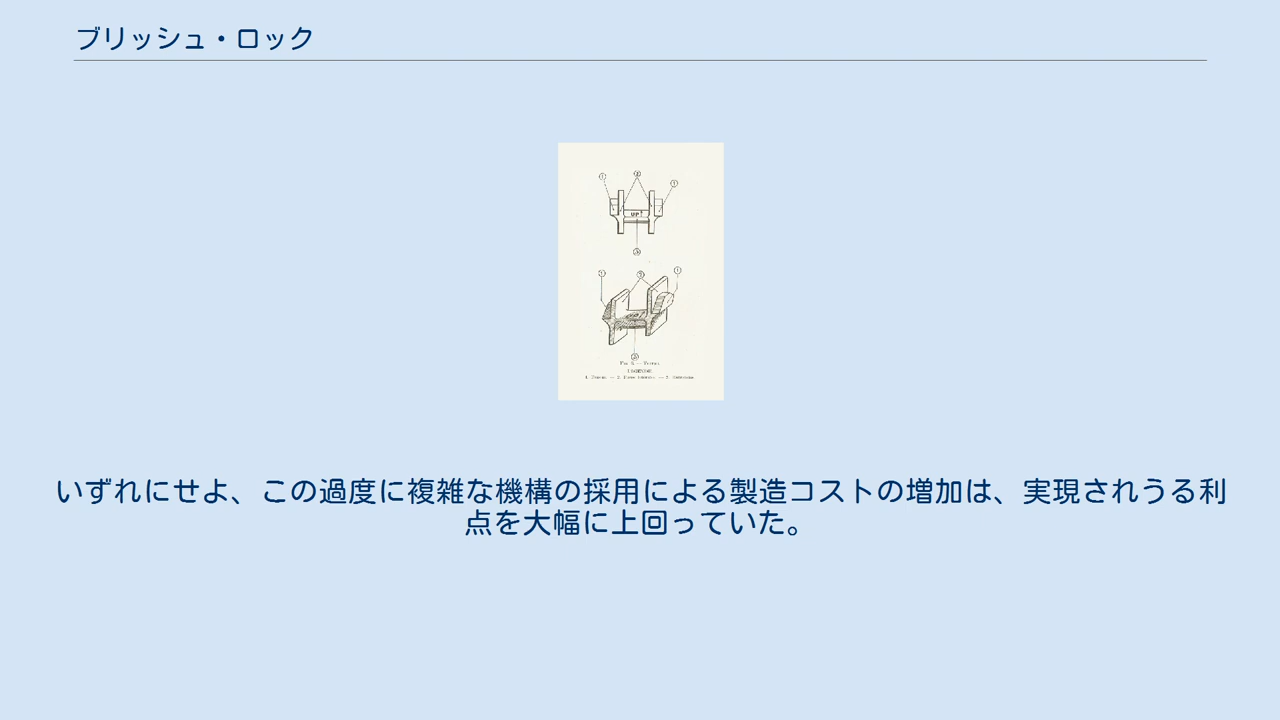 ブリッシュ・ロック
UP↑
いずれにせよ、この過度に複雑な機構の採用による製造コストの増加は、実現されうる利
点を大幅に上回っていた。